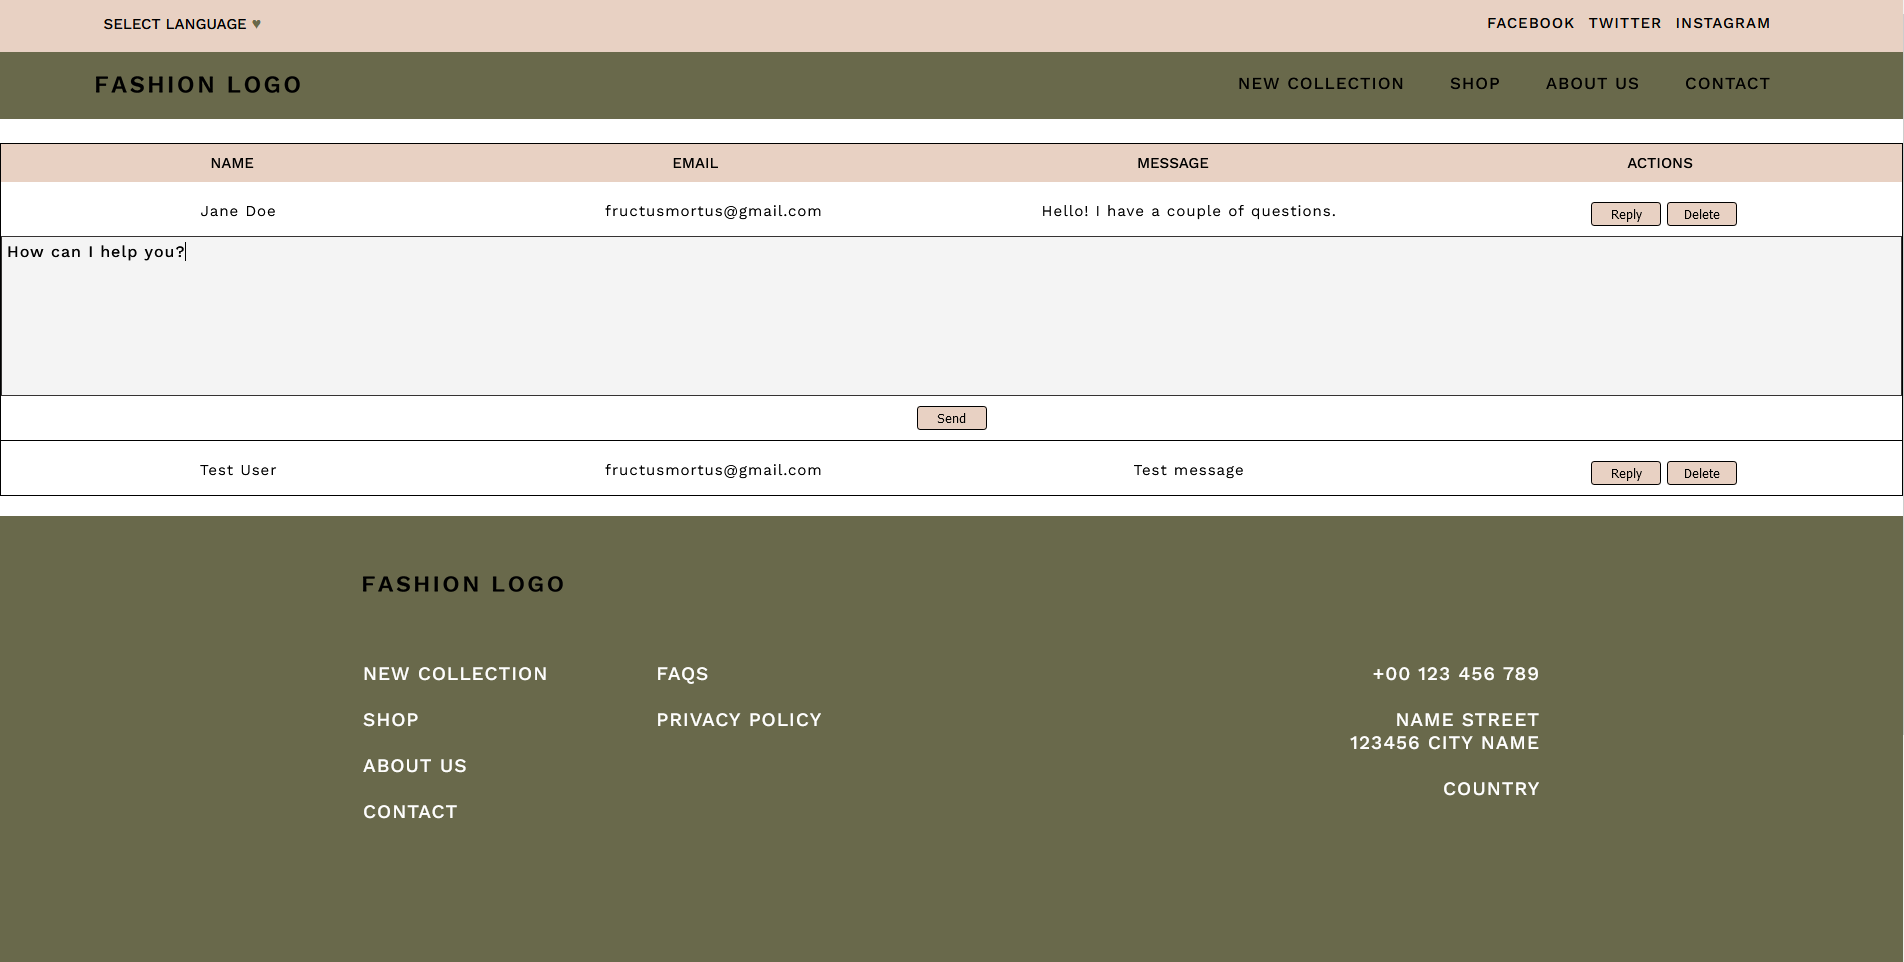 SELECT LANGUAGE ♥
FACEBOOK TWITTER INSTAGRAM
FASHION LOGO
NEW COLLECTION SHOP ABOUT US CONTACT
NAME EMAIL MESSAGE ACTIONS
Jane Doe fructusmortus@gmail.com Hello! I have a couple of questions. Reply Delete
How can I help you?
Send
Test User fructusmortus@gmail.com Test message Reply Delete
FASHION LOGO
NEW COLLECTION
SHOP
ABOUT US
CONTACT
FAQS
PRIVACY POLICY
+00 123 456 789
NAME STREET
123456 CITY NAME
COUNTRY